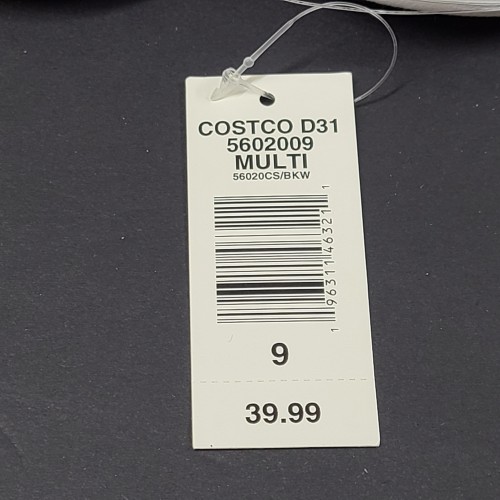 COSTCO D31
5602009
MULTI
56020CS/BKW
1 96311 46321 1
9
39.99